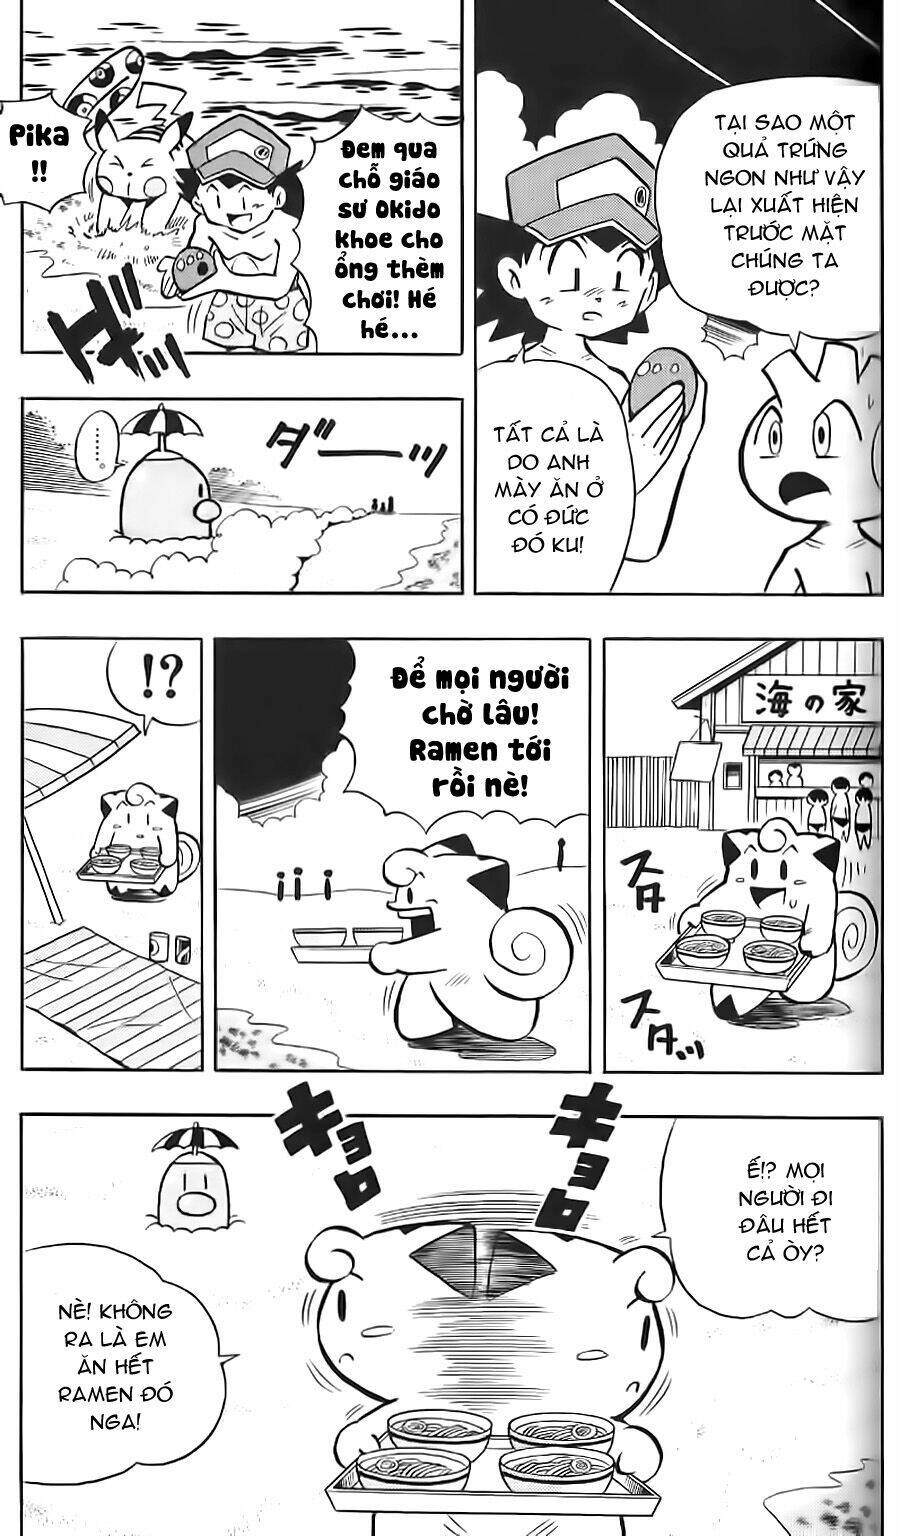 TẠI SAO MỘT
QUẢ TRỨNG
NGON NHƯ VẬY
LẠI XUẤT HIỆN
TRƯỚC MẶT
CHÚNG TA
ĐƯỢC?
TẤT CẢ LÀ
DO ANH
MÀY ĂN Ở
CÓ ĐỨC
ĐÓ KU!
Đem qua
chỗ giáo
sư Okido
khoe cho
ổng thèm
chơi! Hé
hé...
Pika
!!
ダッ
ダーッ
........
海の家
スタ
スタッ
Để mọi người
chờ lâu!
Ramen tới
rồi nè!
!?
キョロ
キョロ
Ế!? MỌI
NGƯỜI ĐI
ĐÂU HẾT
CẢ ÒY?
NÈ! KHÔNG
RA LÀ EM
ĂN HẾT
RAMEN ĐÓ
NGA!